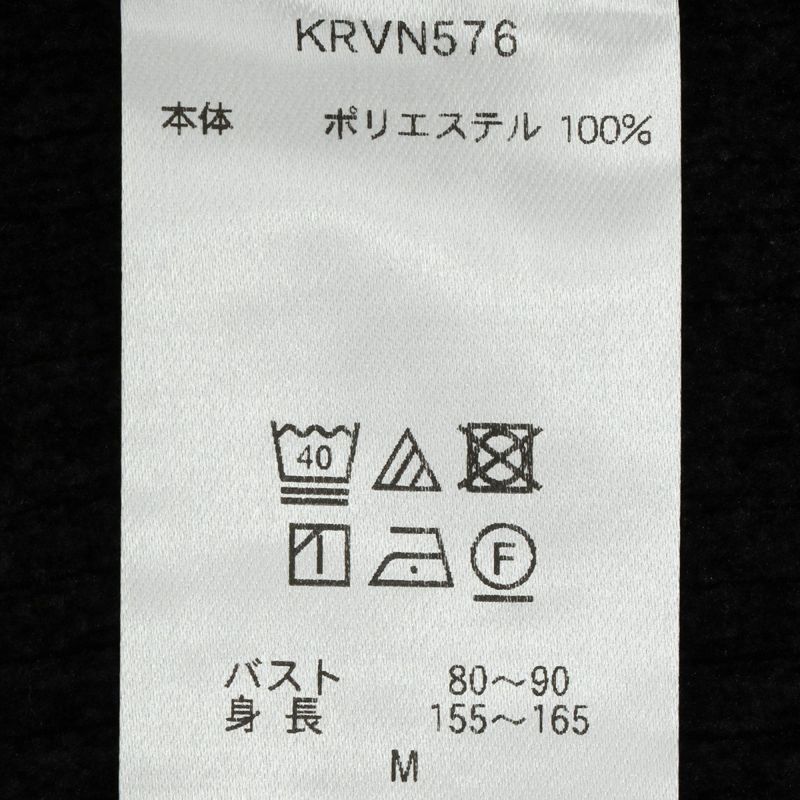 KRVN576
本体 ポリエステル 100%
40
F
バスト 80～90
身長 155～165
M